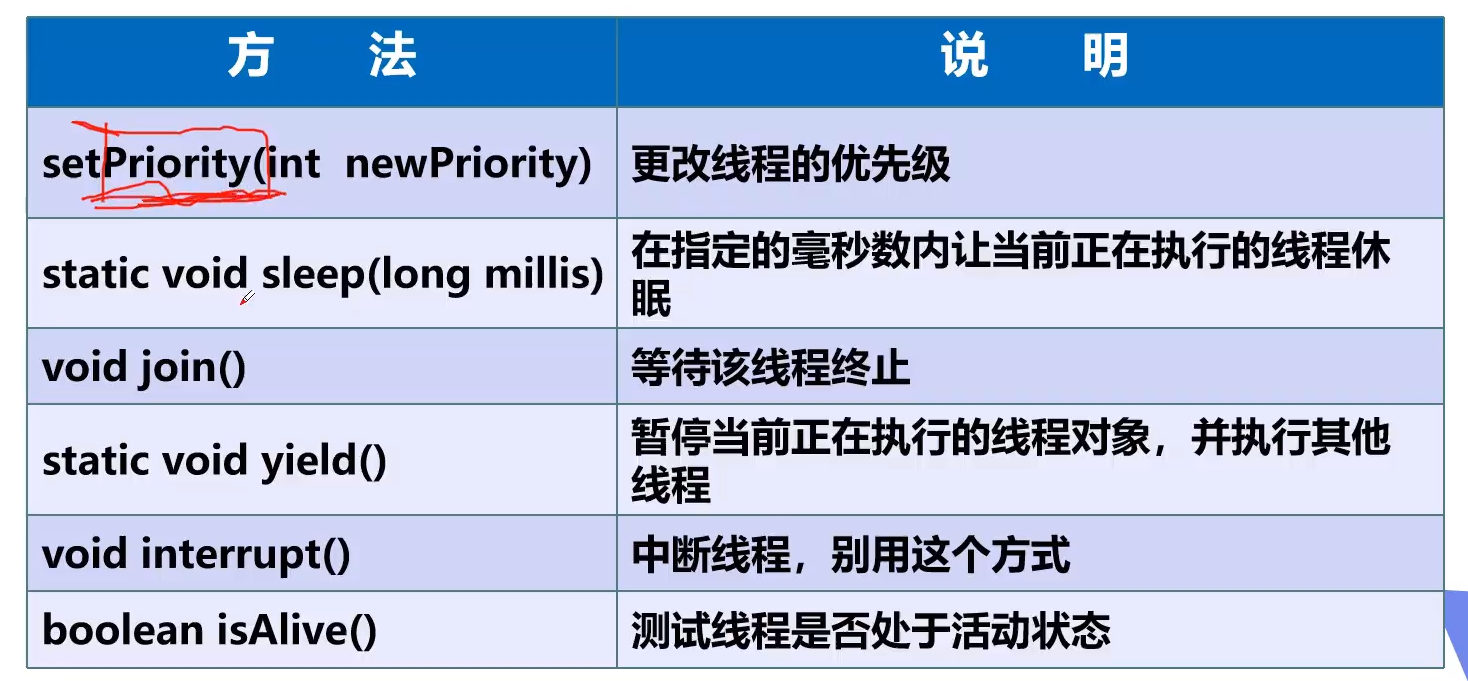 方 法
说 明
setPriority(int newPriority)
更改线程的优先级
static void sleep(long millis)
在指定的毫秒数内让当前正在执行的线程休
眠
void join()
等待该线程终止
static void yield()
暂停当前正在执行的线程对象，并执行其他
线程
void interrupt()
中断线程，别用这个方式
boolean isAlive()
测试线程是否处于活动状态